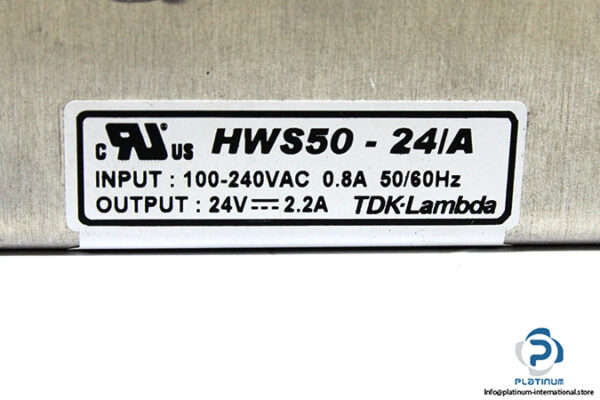 c RU US HWS50 - 24/A
INPUT : 100-240VAC 0.8A 50/60Hz
OUTPUT : 24V⎓ 2.2A TDK·Lambda
PLATINUM
Info@platinum-international.store